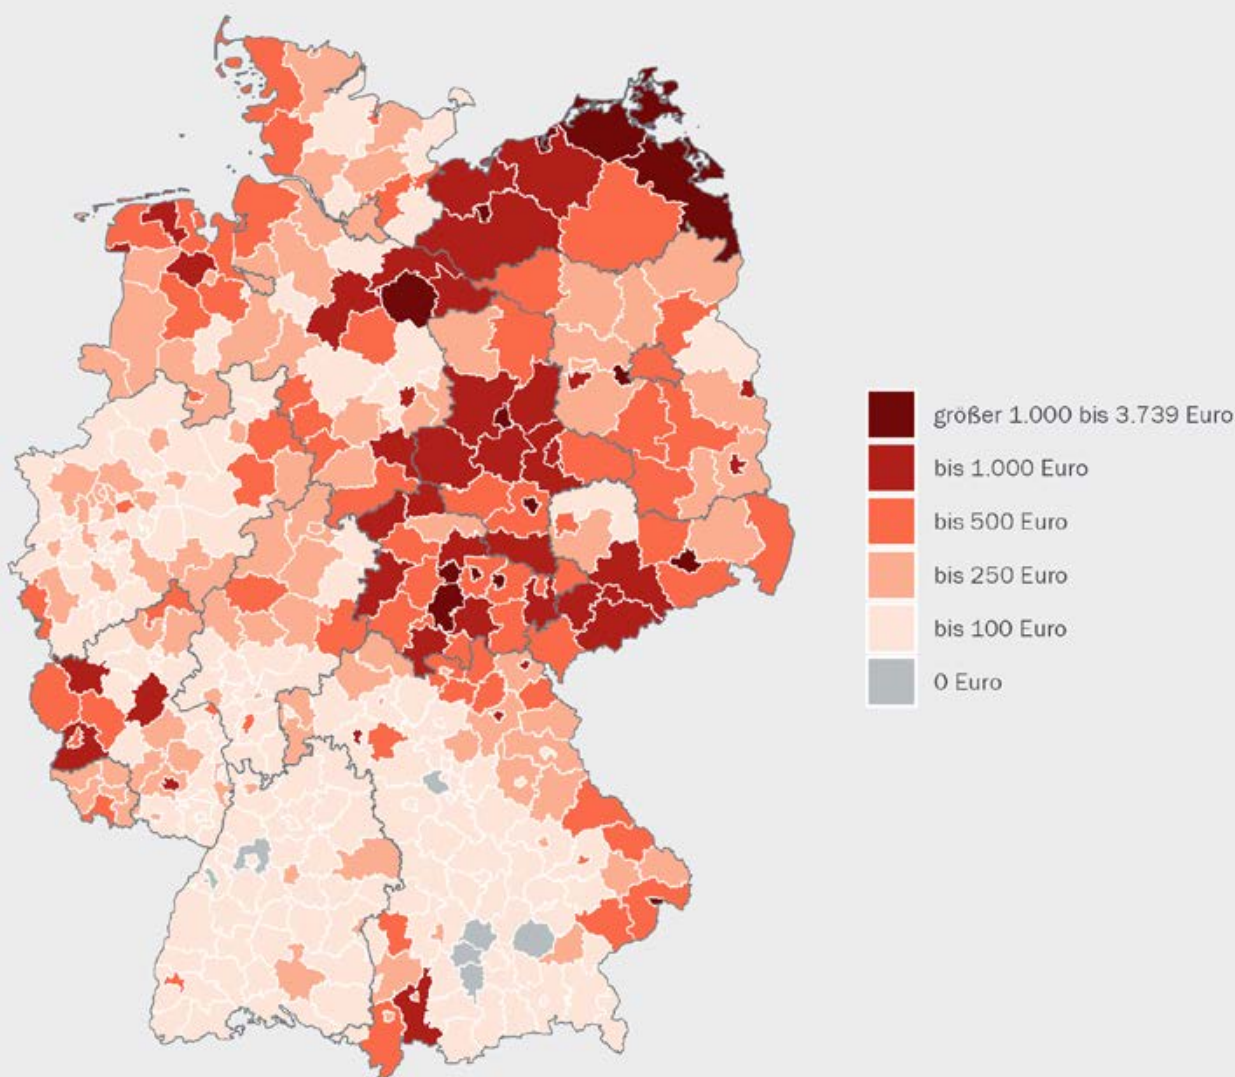 größer 1.000 bis 3.739 Euro
bis 1.000 Euro
bis 500 Euro
bis 250 Euro
bis 100 Euro
0 Euro